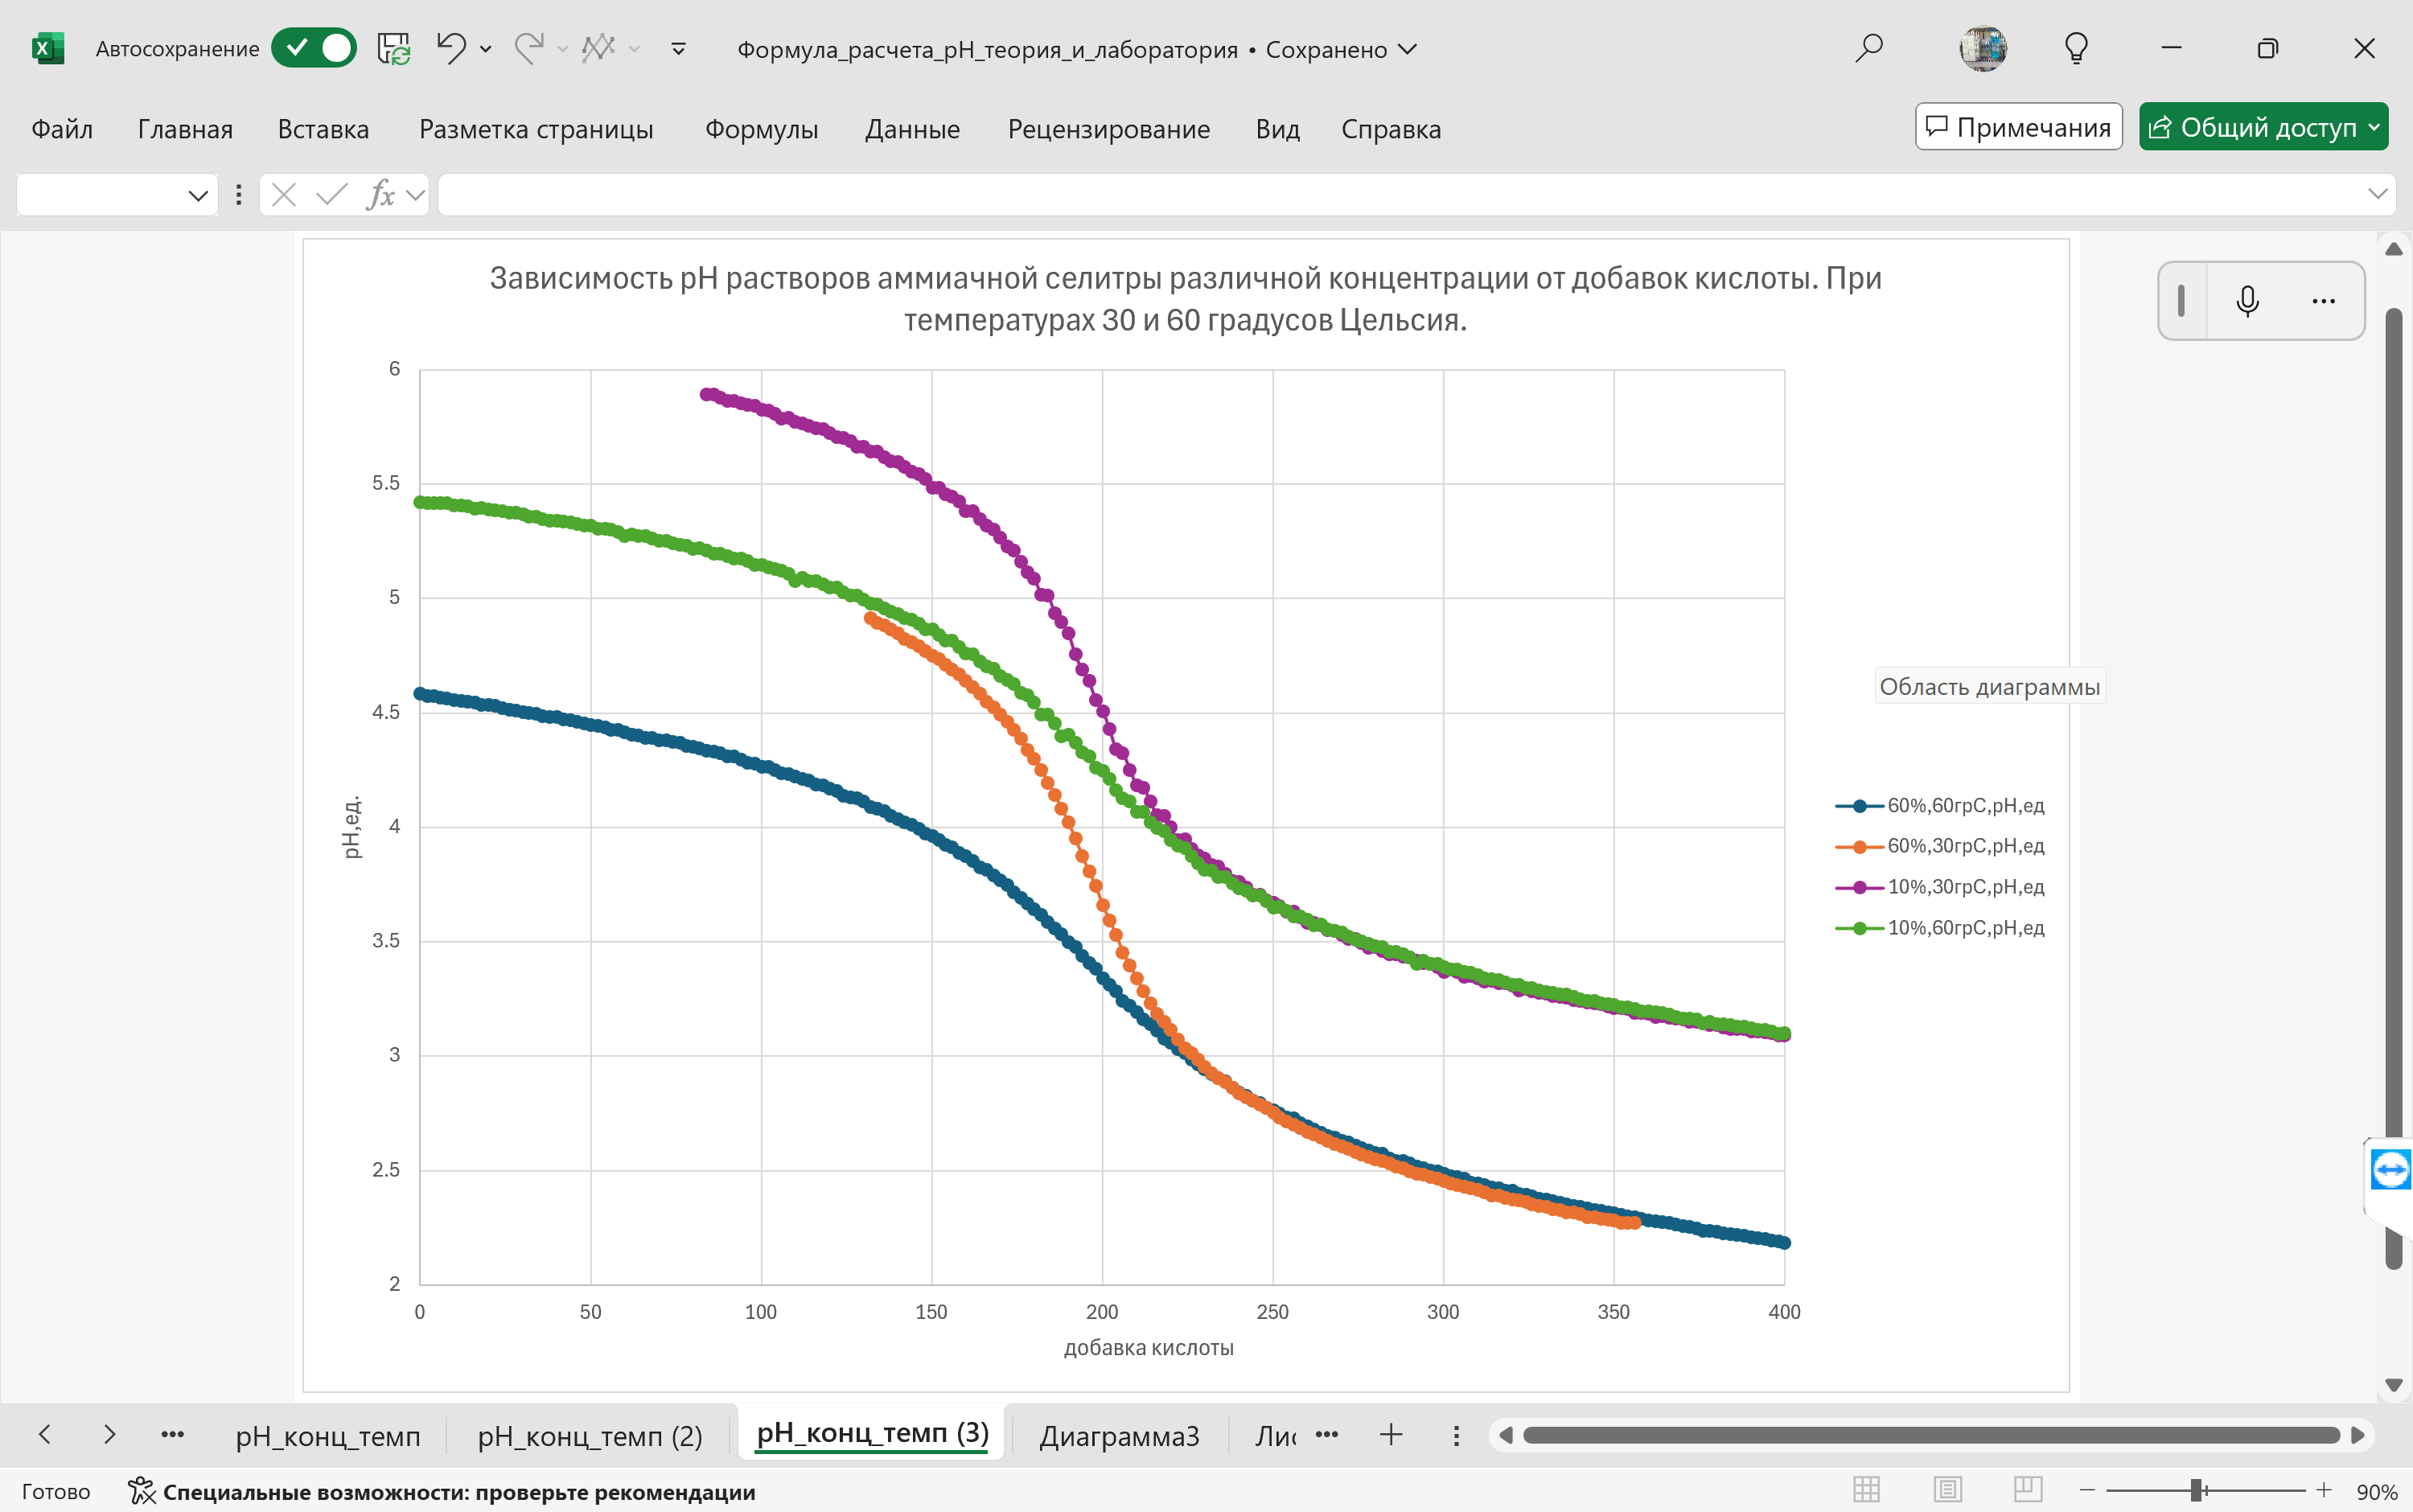 Автосохранение
Формула_расчета_pH_теория_и_лаборатория • Сохранено
Файл Главная Вставка Разметка страницы Формулы Данные Рецензирование Вид Справка Примечания Общий доступ
fx
Зависимость pH растворов аммиачной селитры различной концентрации от добавок кислоты. При
температурах 30 и 60 градусов Цельсия.
6
5.5
5
4.5
4
3.5
3
2.5
2
pH,ед.
0 50 100 150 200 250 300 350 400
добавка кислоты
Область диаграммы
60%,60грС,pH,ед
60%,30грС,pH,ед
10%,30грС,pH,ед
10%,60грС,pH,ед
pH_конц_темп pH_конц_темп (2) pH_конц_темп (3) Диаграмма3
Готово Специальные возможности: проверьте рекомендации 90%